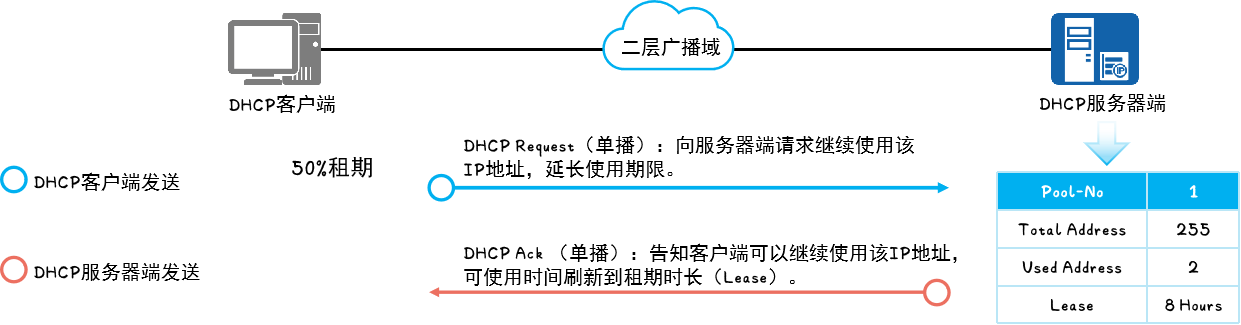 二层广播域
DHCP客户端
DHCP服务器端
IP
DHCP客户端发送
50%租期
DHCP Request（单播）：向服务器端请求继续使用该
IP地址，延长使用期限。
DHCP服务器端发送
DHCP Ack （单播）：告知客户端可以继续使用该IP地址，
可使用时间刷新到租期时长（Lease）。
Pool-No 1
Total Address 255
Used Address 2
Lease 8 Hours